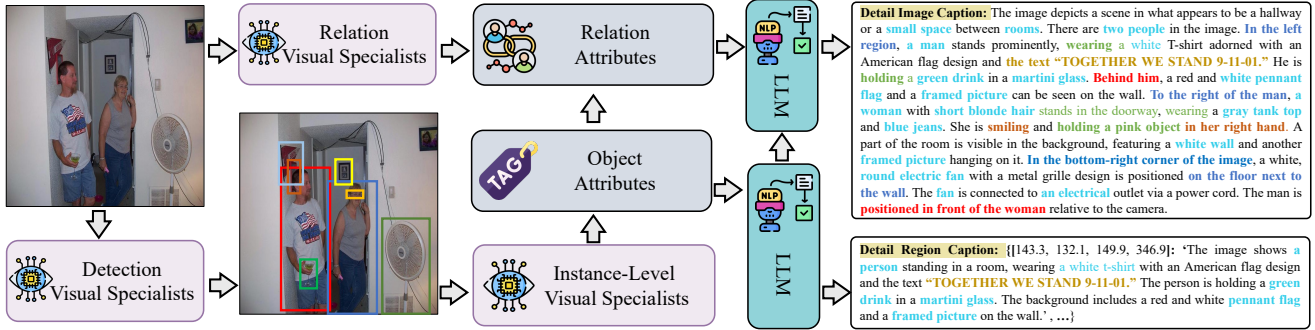 Relation
Visual Specialists
Relation
Attributes
NLP
LLM
Detection
Visual Specialists
TAG
Object
Attributes
Instance-Level
Visual Specialists
NLP
LLM
Detail Image Caption: The image depicts a scene in what appears to be a hallway
or a small space between rooms. There are two people in the image. In the left
region, a man stands prominently, wearing a white T-shirt adorned with an
American flag design and the text “TOGETHER WE STAND 9-11-01.” He is
holding a green drink in a martini glass. Behind him, a red and white pennant
flag and a framed picture can be seen on the wall. To the right of the man, a
woman with short blonde hair stands in the doorway, wearing a gray tank top
and blue jeans. She is smiling and holding a pink object in her right hand. A
part of the room is visible in the background, featuring a white wall and another
framed picture hanging on it. In the bottom-right corner of the image, a white,
round electric fan with a metal grille design is positioned on the floor next to
the wall. The fan is connected to an electrical outlet via a power cord. The man is
positioned in front of the woman relative to the camera.
Detail Region Caption: {[143.3, 132.1, 149.9, 346.9]: ‘The image shows a
person standing in a room, wearing a white t-shirt with an American flag design
and the text “TOGETHER WE STAND 9-11-01.” The person is holding a green
drink in a martini glass. The background includes a red and white pennant flag
and a framed picture on the wall.’ , …}